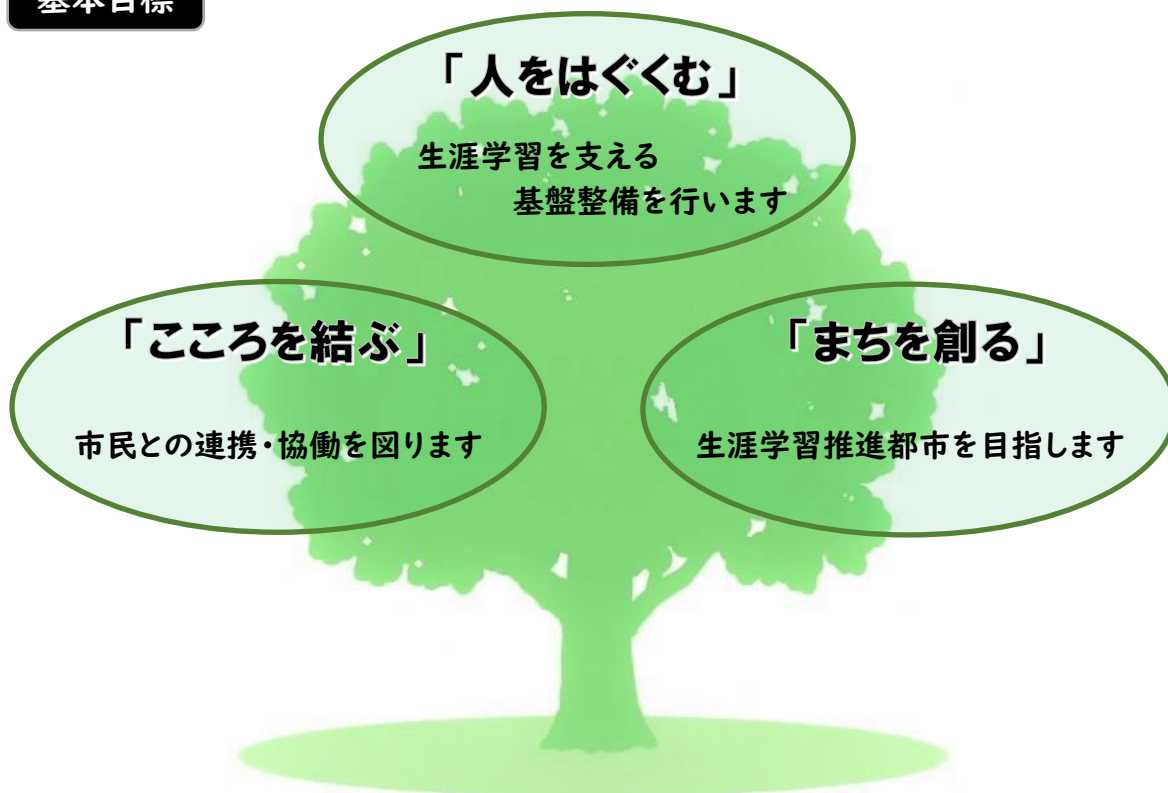 基本目標
「人をはぐくむ」
生涯学習を支える
基盤整備を行います
「こころを結ぶ」
市民との連携・協働を図ります
「まちを創る」
生涯学習推進都市を目指します